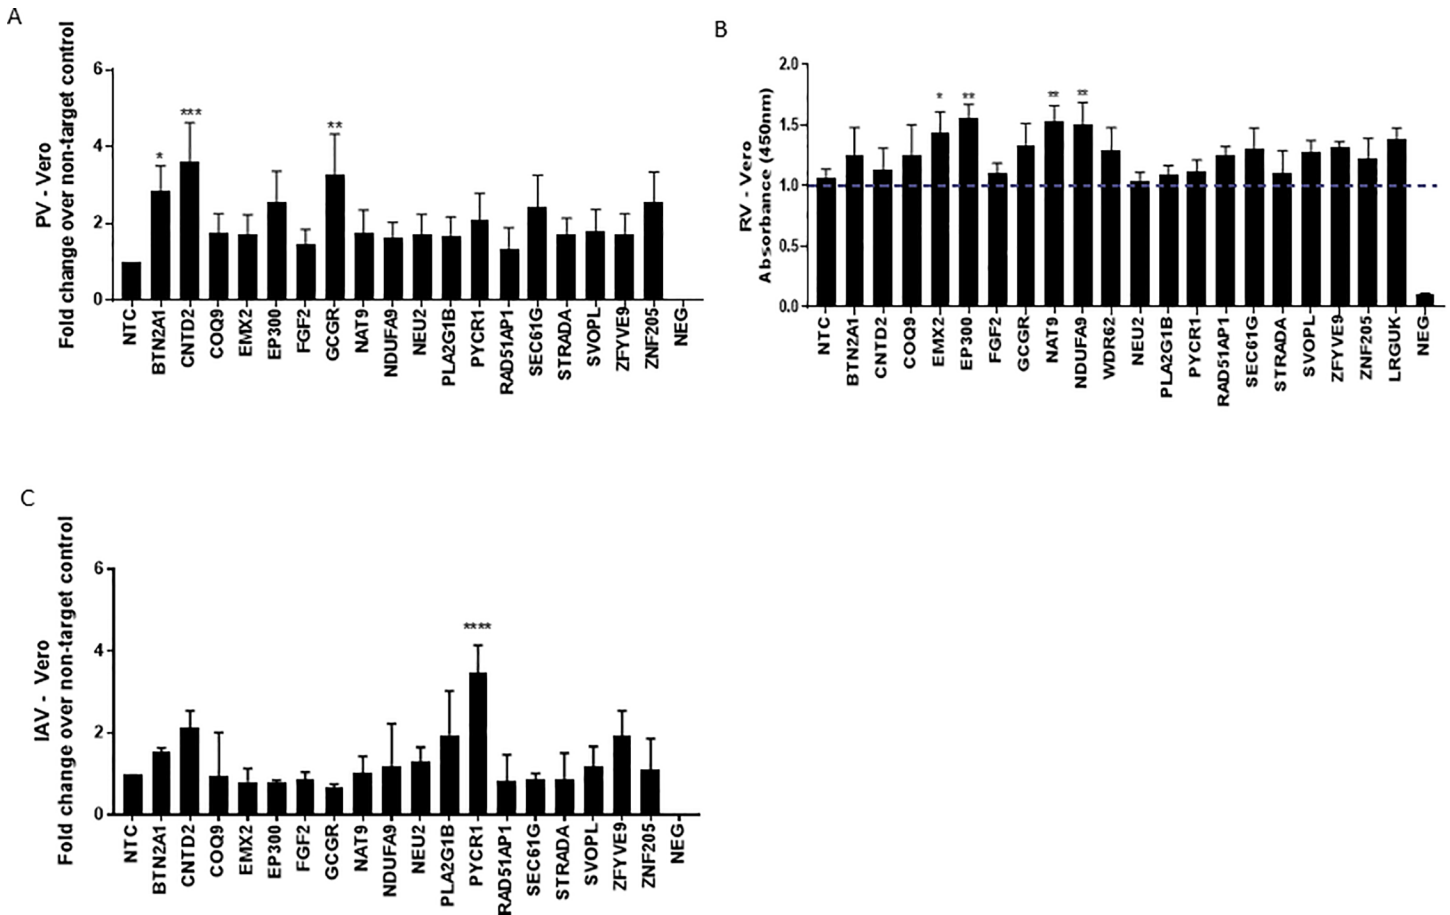 A
PV - Vero
Fold change over non-target control
6
4
2
0
*
***
**
NTC
BTN2A1
CNTD2
COQ9
EMX2
EP300
FGF2
GCGR
NAT9
NDUFA9
NEU2
PLA2G1B
PYCR1
RAD51AP1
SEC61G
STRADA
SVOPL
ZFYVE9
ZNF205
NEG
B
RV - Vero
Absorbance (450nm)
2.0
1.5
1.0
0.5
0.0
*
**
**
**
NTC
BTN2A1
CNTD2
COQ9
EMX2
EP300
FGF2
GCGR
NAT9
NDUFA9
WDR62
NEU2
PLA2G1B
PYCR1
RAD51AP1
SEC61G
STRADA
SVOPL
ZFYVE9
ZNF205
LRGUK
NEG
C
IAV - Vero
Fold change over non-target control
6
4
2
0
****
NTC
BTN2A1
CNTD2
COQ9
EMX2
EP300
FGF2
GCGR
NAT9
NDUFA9
NEU2
PLA2G1B
PYCR1
RAD51AP1
SEC61G
STRADA
SVOPL
ZFYVE9
ZNF205
NEG